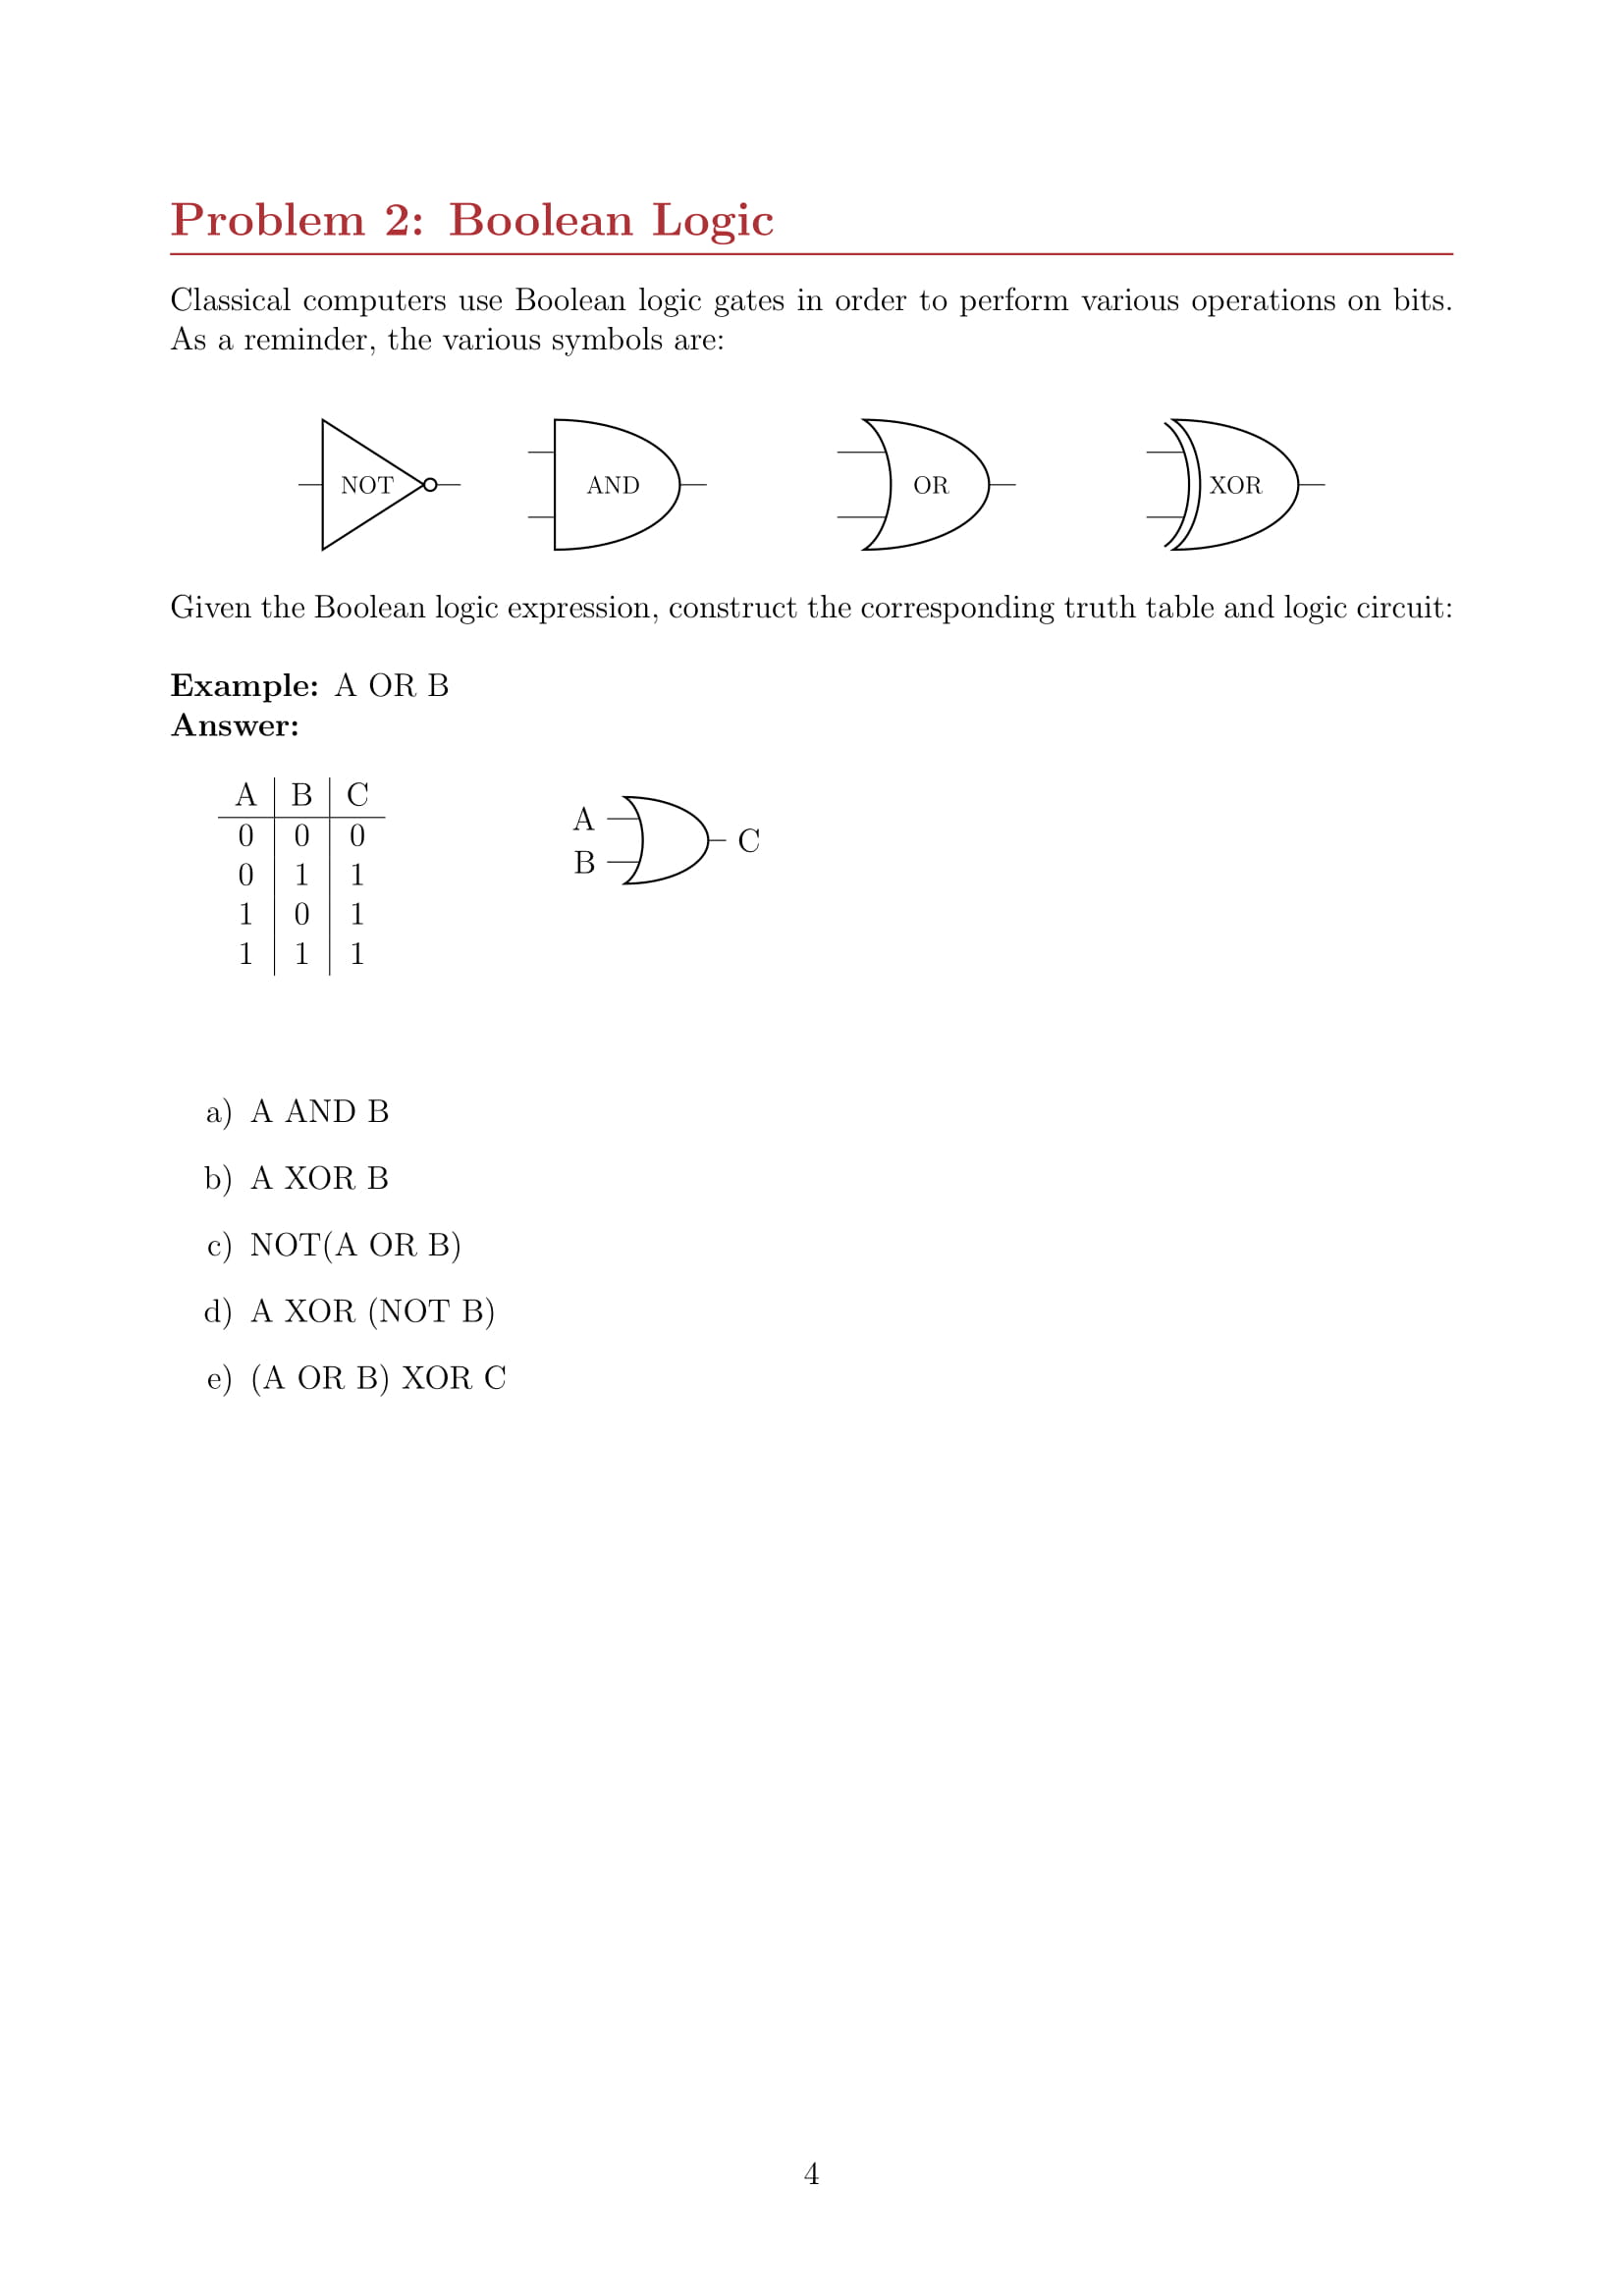 Problem 2: Boolean Logic
Classical computers use Boolean logic gates in order to perform various operations on bits.
As a reminder, the various symbols are:
NOT AND OR XOR
Given the Boolean logic expression, construct the corresponding truth table and logic circuit:
Example: A OR B
Answer:
A B C
0 0 0
0 1 1
1 0 1
1 1 1
A
B
C
a) A AND B
b) A XOR B
c) NOT(A OR B)
d) A XOR (NOT B)
e) (A OR B) XOR C
4